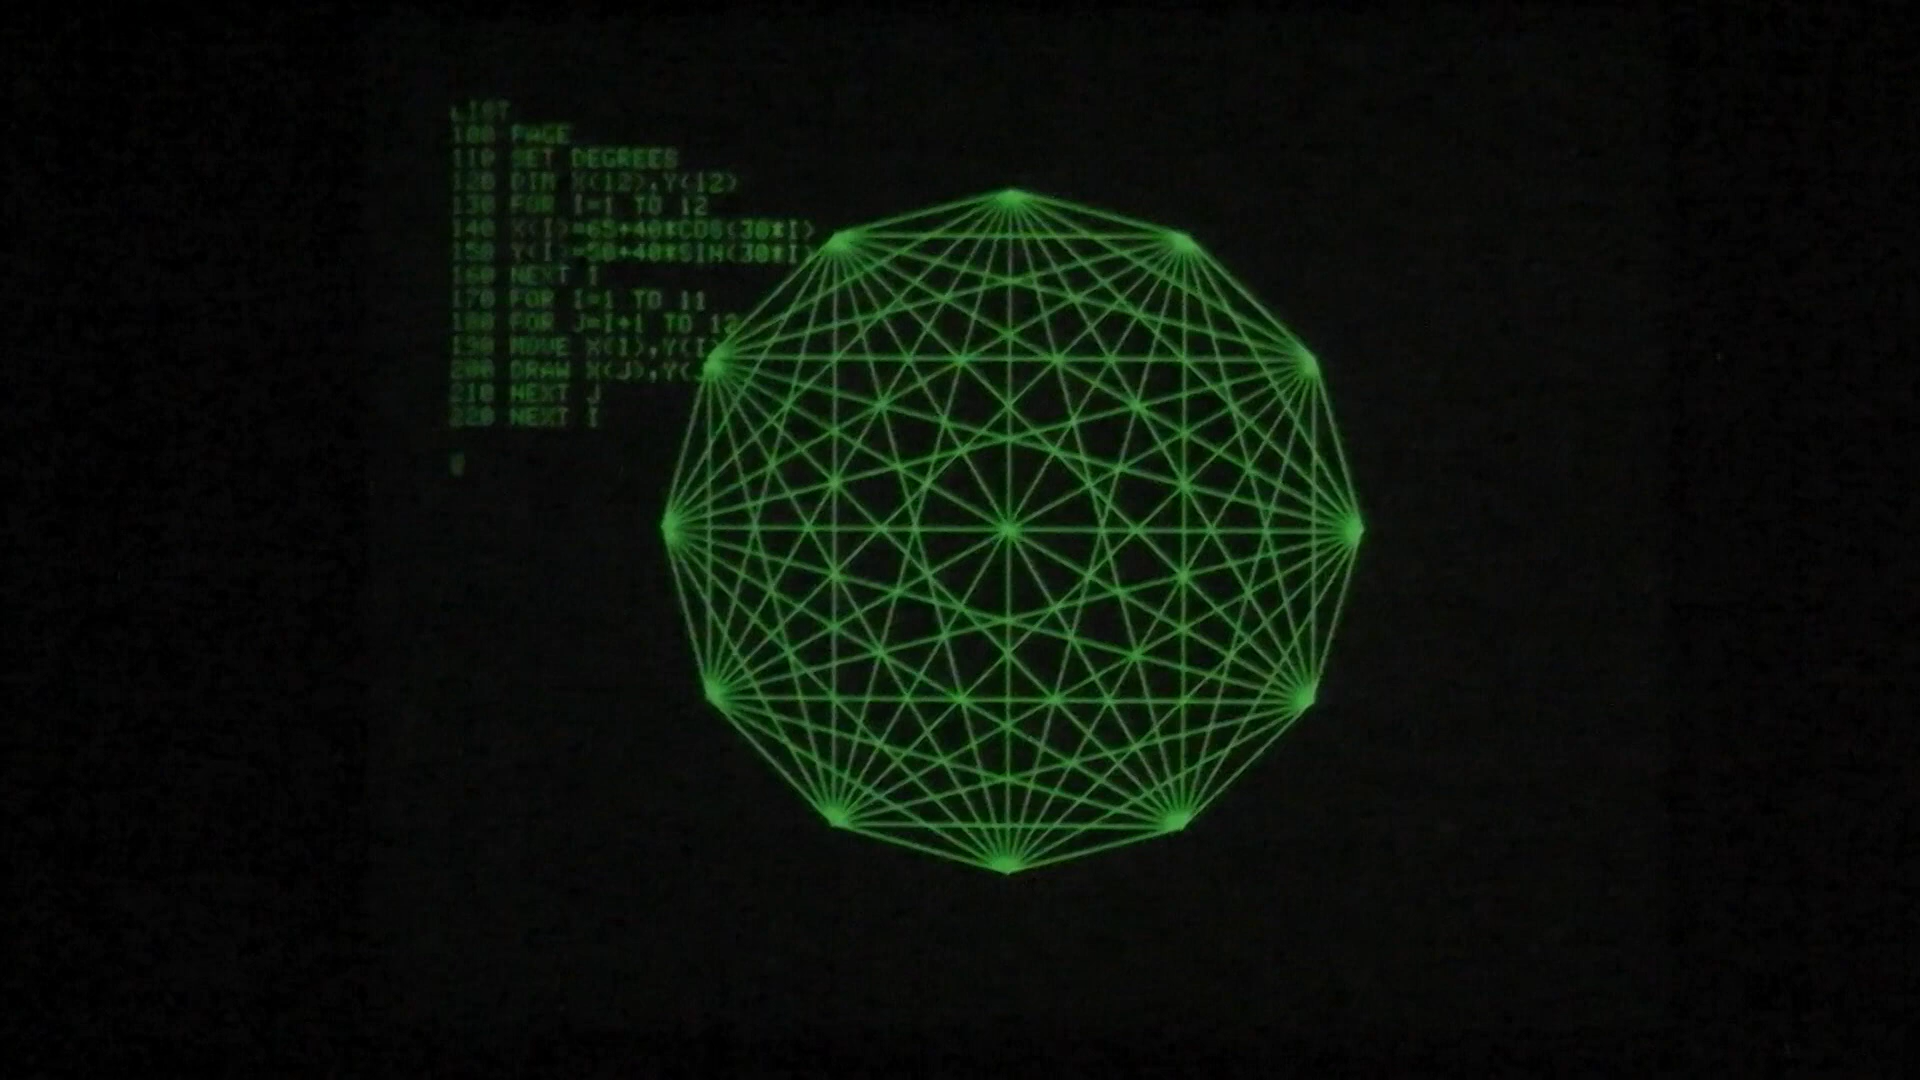 LIST
100 PAGE
110 SET DEGREES
120 DIM X(12),Y(12)
130 FOR I=1 TO 12
140 X(I)=65+40*COS(30*I)
150 Y(I)=50+40*SIN(30*I
160 NEXT I
170 FOR I=1 TO 11
180 FOR J=I+1 TO 12
190 MOVE X(I),Y(I)
200 DRAW X(J),Y(J
210 NEXT J
220 NEXT I